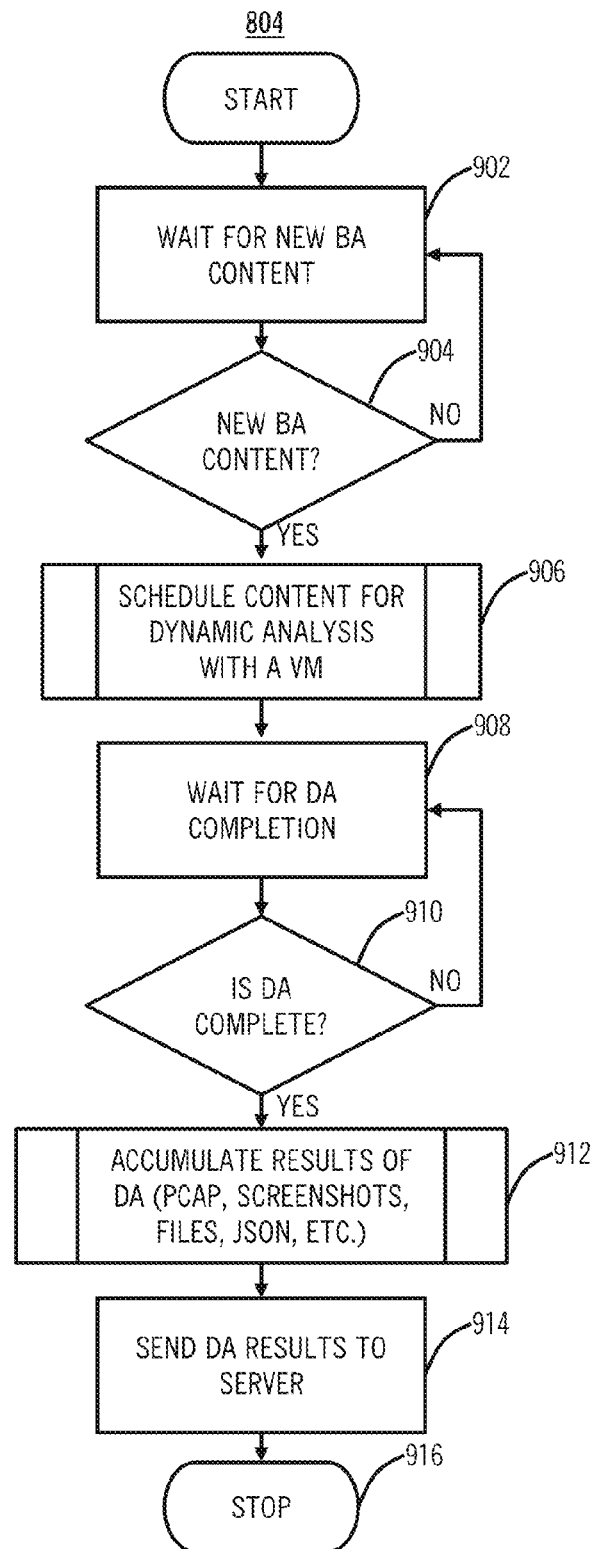 804
START
902
WAIT FOR NEW BA
CONTENT
904
NEW BA
CONTENT?
NO
YES
906
SCHEDULE CONTENT FOR
DYNAMIC ANALYSIS
WITH A VM
908
WAIT FOR DA
COMPLETION
910
IS DA
COMPLETE?
NO
YES
912
ACCUMULATE RESULTS OF
DA (PCAP, SCREENSHOTS,
FILES, JSON, ETC.)
914
SEND DA RESULTS TO
SERVER
916
STOP